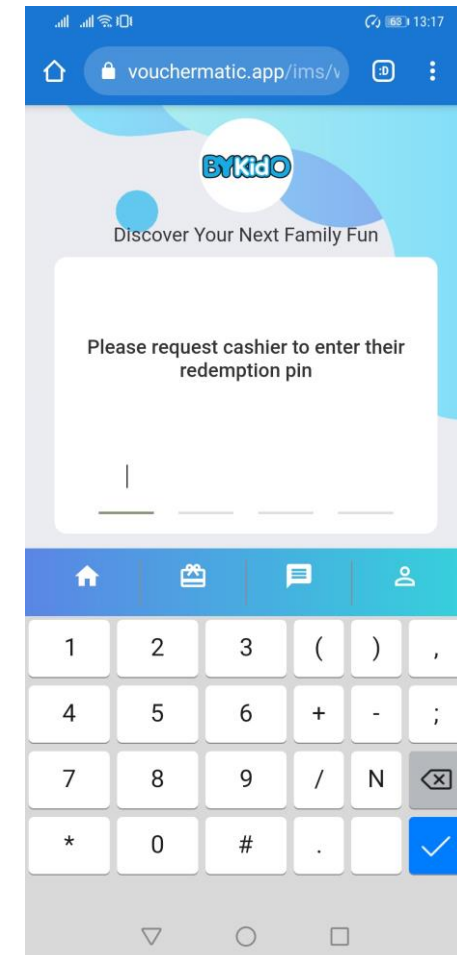 63 13:17
vouchermatic.app/ims/v
:D
BYKidO
Discover Your Next Family Fun
Please request cashier to enter their
redemption pin
1 2 3 ( ) ,
4 5 6 + - ;
7 8 9 / N
* 0 # .